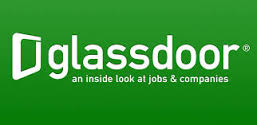 glassdoor®
an inside look at jobs & companies